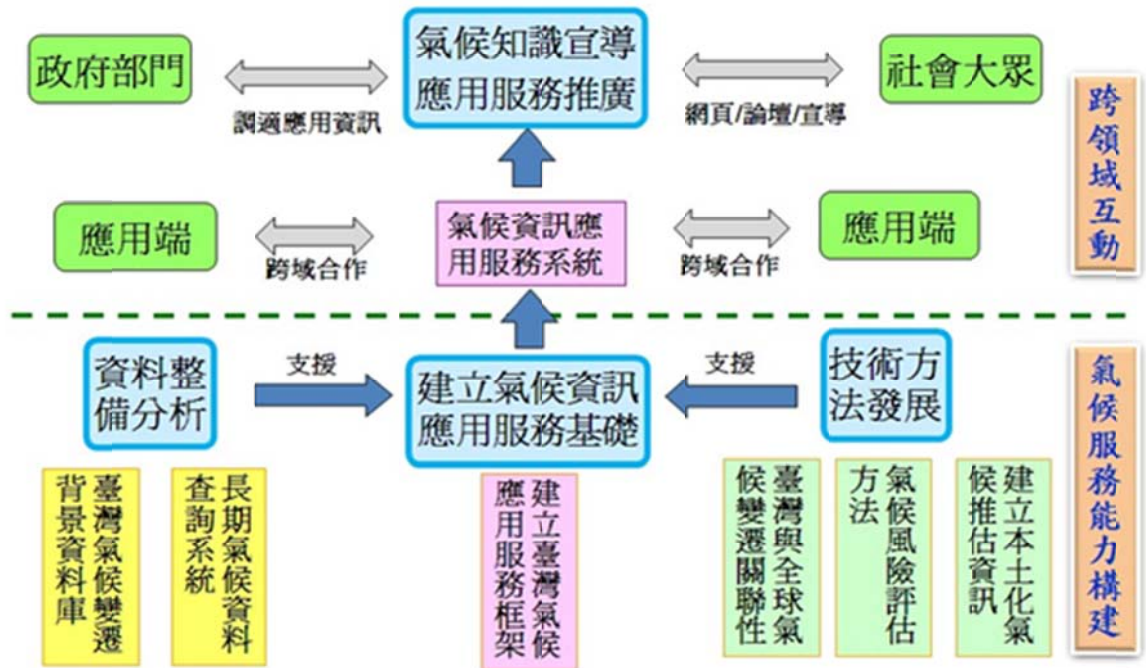 政府部門
調適應用資訊
氣候知識宣導
應用服務推廣
網頁/論壇/宣導
社會大眾
跨領域互動
應用端
跨域合作
氣候資訊應
用服務系統
跨域合作
應用端
資料整
備分析
支援
建立氣候資訊
應用服務基礎
支援
技術方
法發展
氣候服務能力構建
臺灣氣候變遷
背景資料庫
長期氣候資料
查詢系統
建立臺灣氣候
應用服務框架
臺灣與全球氣
候變遷關聯性
氣候風險評估
方法
建立本土化氣
候推估資訊